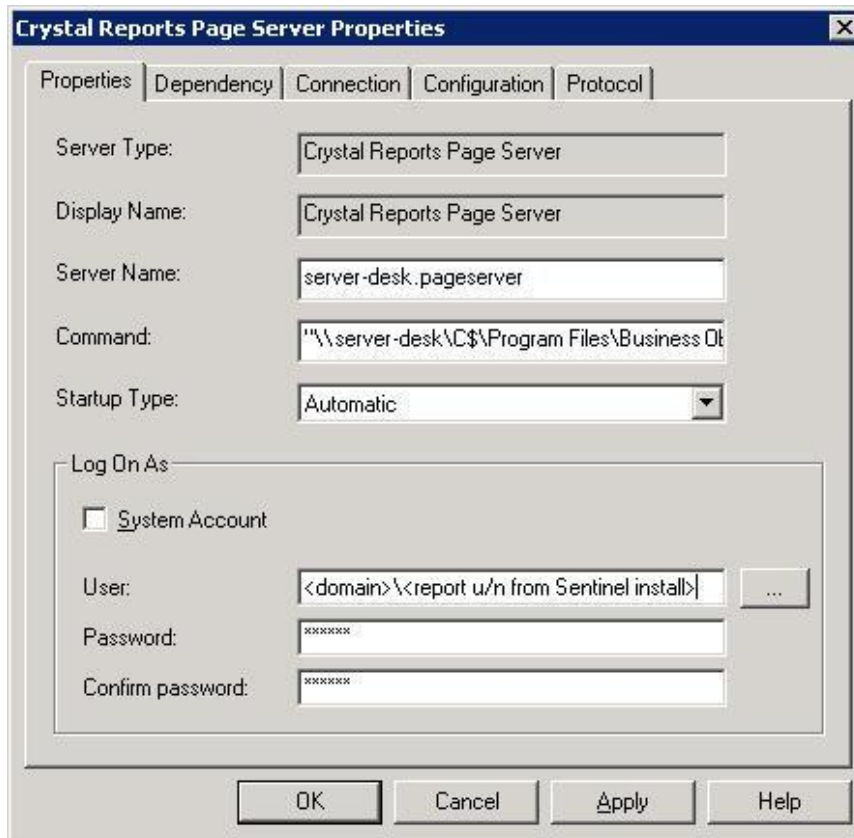 Crystal Reports Page Server Properties
Properties Dependency Connection Configuration Protocol
Server Type: Crystal Reports Page Server
Display Name: Crystal Reports Page Server
Server Name: server-desk.pageserver
Command: "\\server-desk\C$\Program Files\Business Ob
Startup Type: Automatic
Log On As
System Account
User: <domain>\<report u/n from Sentinel install> ...
Password: ******
Confirm password: ******
OK Cancel Apply Help